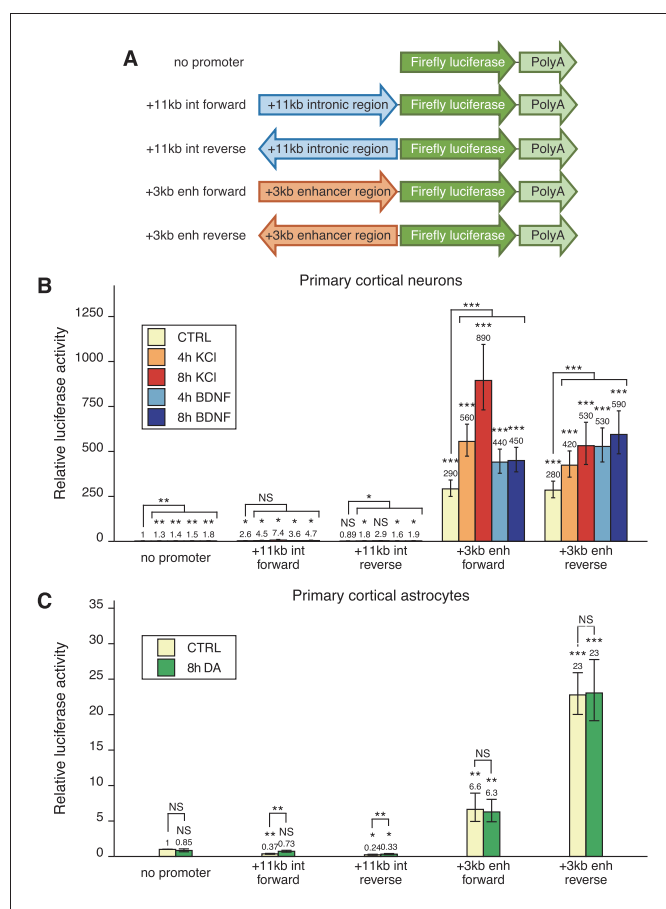 A
no promoter
Firefly luciferase
PolyA
+11kb int forward
+11kb intronic region
Firefly luciferase
PolyA
+11kb int reverse
+11kb intronic region
Firefly luciferase
PolyA
+3kb enh forward
+3kb enhancer region
Firefly luciferase
PolyA
+3kb enh reverse
+3kb enhancer region
Firefly luciferase
PolyA
B
Primary cortical neurons
Relative luciferase activity
1250
1000
750
500
250
0
CTRL
4h KCl
8h KCl
4h BDNF
8h BDNF
**
** ** ** **
1 1.3 1.4 1.5 1.8
NS
* * * * *
2.6 4.5 7.4 3.6 4.7
*
NS * NS * *
0.89 1.8 2.9 1.6 1.9
***
*** *** *** *** ***
290 560 890 440 450
***
*** *** *** *** ***
280 420 530 530 590
no promoter
+11kb int
forward
+11kb int
reverse
+3kb enh
forward
+3kb enh
reverse
C
Primary cortical astrocytes
Relative luciferase activity
35
30
25
20
15
10
5
0
CTRL
8h DA
NS
NS
1 0.85
**
** NS
0.37 0.73
**
* *
0.24 0.33
NS
** **
6.6 6.3
NS
*** ***
23 23
no promoter
+11kb int
forward
+11kb int
reverse
+3kb enh
forward
+3kb enh
reverse